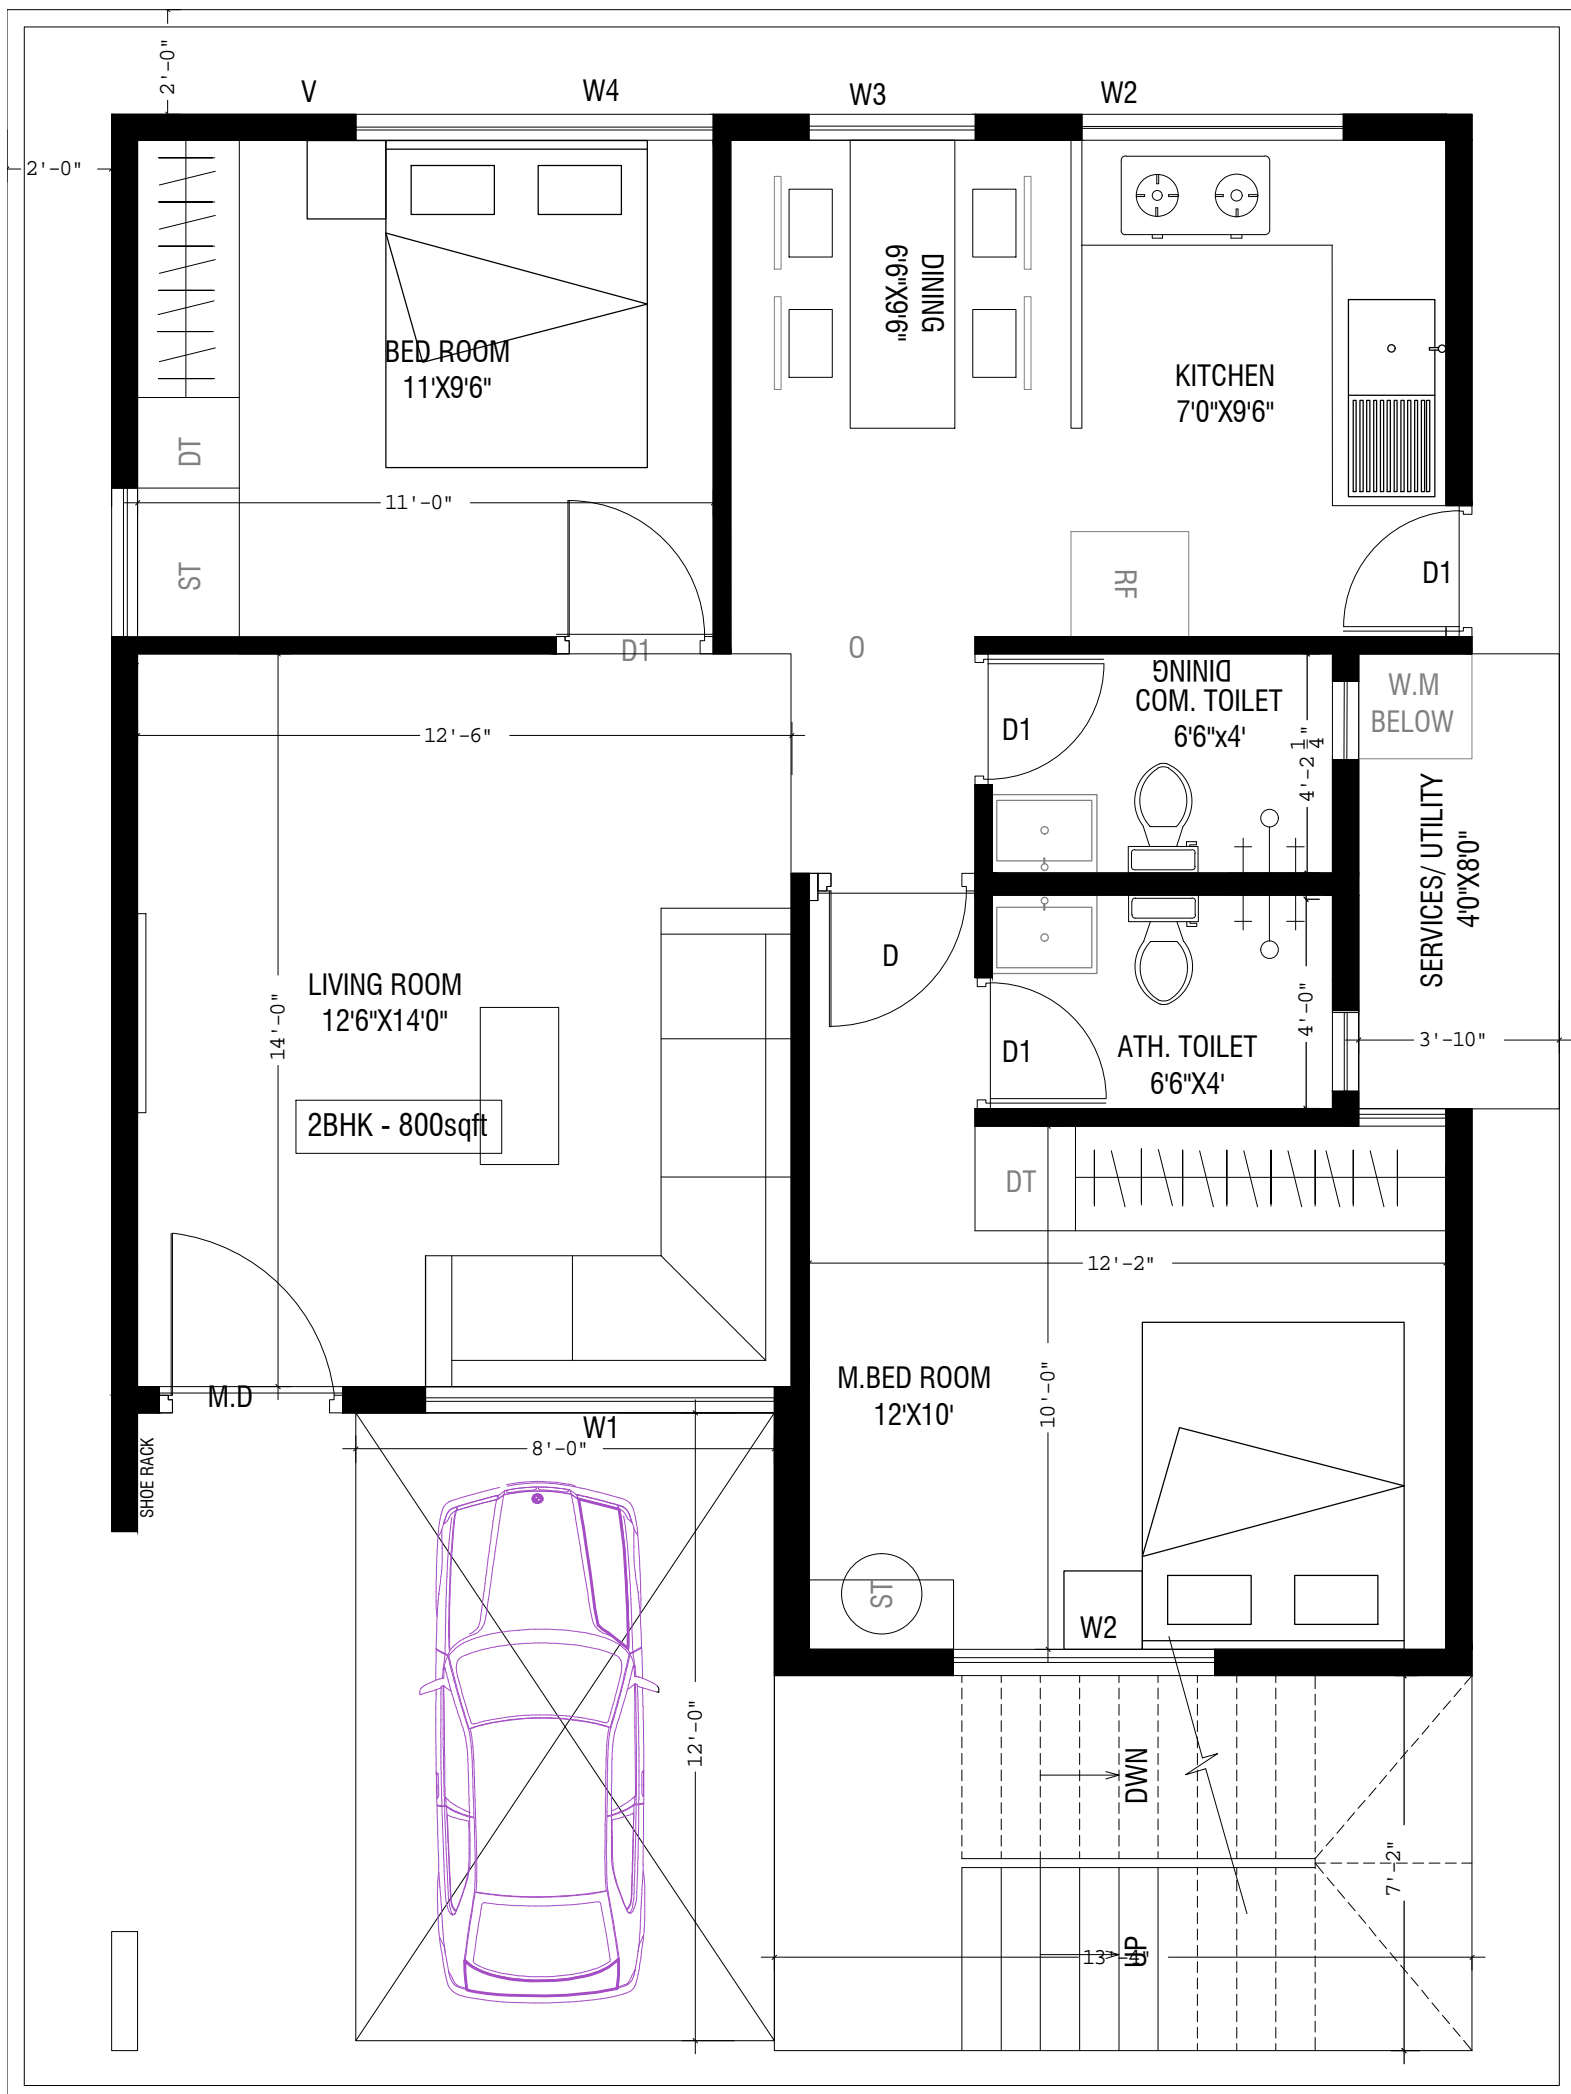 2'-0"
V
W4
W3
W2
2'-0"
DINING
6'6"X9'6"
BED ROOM
11'X9'6"
KITCHEN
7'0"X9'6"
DT
11'-0"
ST
RF
D1
D1
O
DINING
COM. TOILET
6'6"x4'
D1
W.M
BELOW
12'-6"
4'-2 1/4"
SERVICES/ UTILITY
4'0"X8'0"
D
LIVING ROOM
12'6"X14'0"
14'-0"
4'-0"
3'-10"
D1
ATH. TOILET
6'6"X4'
2BHK - 800sqft
DT
12'-2"
M.D
M.BED ROOM
12'X10'
10'-0"
W1
8'-0"
SHOE RACK
ST
W2
12'-0"
DWN
7'-2"
UP
13'-4"